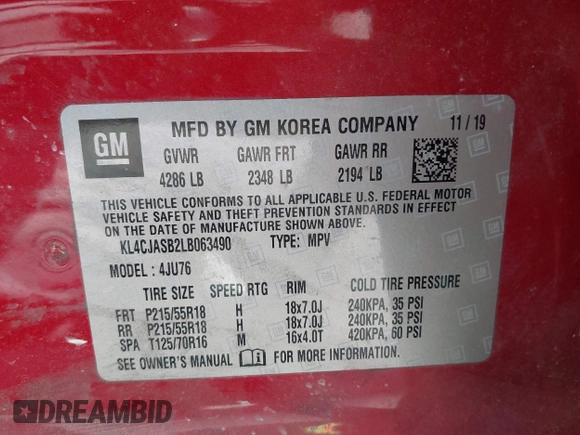 GM
MFD BY GM KOREA COMPANY 11 / 19
GVWR GAWR FRT GAWR RR
4286 LB 2348 LB 2194 LB
THIS VEHICLE CONFORMS TO ALL APPLICABLE U.S. FEDERAL MOTOR
VEHICLE SAFETY AND THEFT PREVENTION STANDARDS IN EFFECT
ON THE DATE OF MANUFACTURE SHOWN ABOVE.
KL4CJASB2LB063490 TYPE: MPV
MODEL : 4JU76
TIRE SIZE SPEED RTG RIM COLD TIRE PRESSURE
FRT P215/55R18 H 18x7.0J 240KPA, 35 PSI
RR P215/55R18 H 18x7.0J 240KPA, 35 PSI
SPA T125/70R16 M 16x4.0T 420KPA, 60 PSI
SEE OWNER'S MANUAL FOR MORE INFORMATION.
DREAMBID